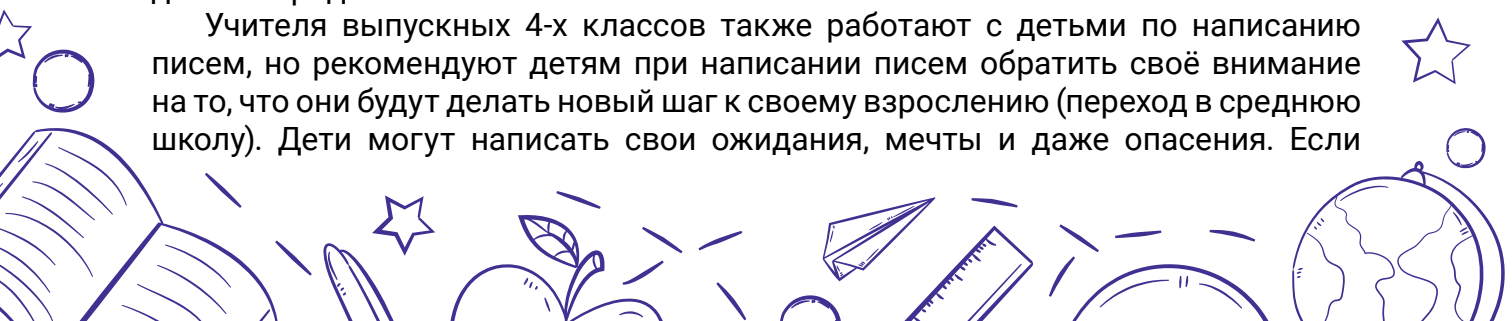 Учителя выпускных 4-х классов также работают с детьми по написанию
писем, но рекомендуют детям при написании писем обратить своё внимание
на то, что они будут делать новый шаг к своему взрослению (переход в среднюю
школу). Дети могут написать свои ожидания, мечты и даже опасения. Если